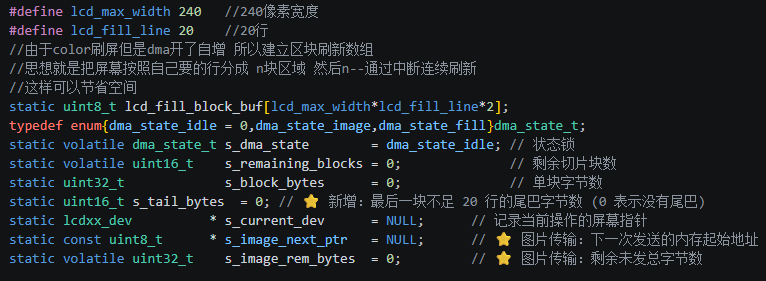 #define lcd_max_width 240   //240像素宽度
#define lcd_fill_line 20    //20行
//由于color刷屏但是dma开了自增 所以建立区块刷新数组
//思想就是把屏幕按照自己要的行分成 n块区域 然后n--通过中断连续刷新
//这样可以节省空间
static uint8_t lcd_fill_block_buf[lcd_max_width*lcd_fill_line*2];
typedef enum{dma_state_idle = 0,dma_state_image,dma_state_fill}dma_state_t;
static volatile dma_state_t s_dma_state        = dma_state_idle; // 状态锁
static volatile uint16_t  s_remaining_blocks = 0;              // 剩余切片块数
static uint32_t           s_block_bytes      = 0;              // 单块字节数
static uint16_t s_tail_bytes  = 0; // ⭐ 新增: 最后一块不足 20 行的尾巴字节数 (0 表示没有尾巴)
static lcdxx_dev          * s_current_dev    = NULL;      // 记录当前操作的屏幕指针
static const uint8_t      * s_image_next_ptr   = NULL;      // ⭐ 图片传输: 下一次发送的内存起始地址
static volatile uint32_t    s_image_rem_bytes  = 0;         // ⭐ 图片传输: 剩余未发总字节数